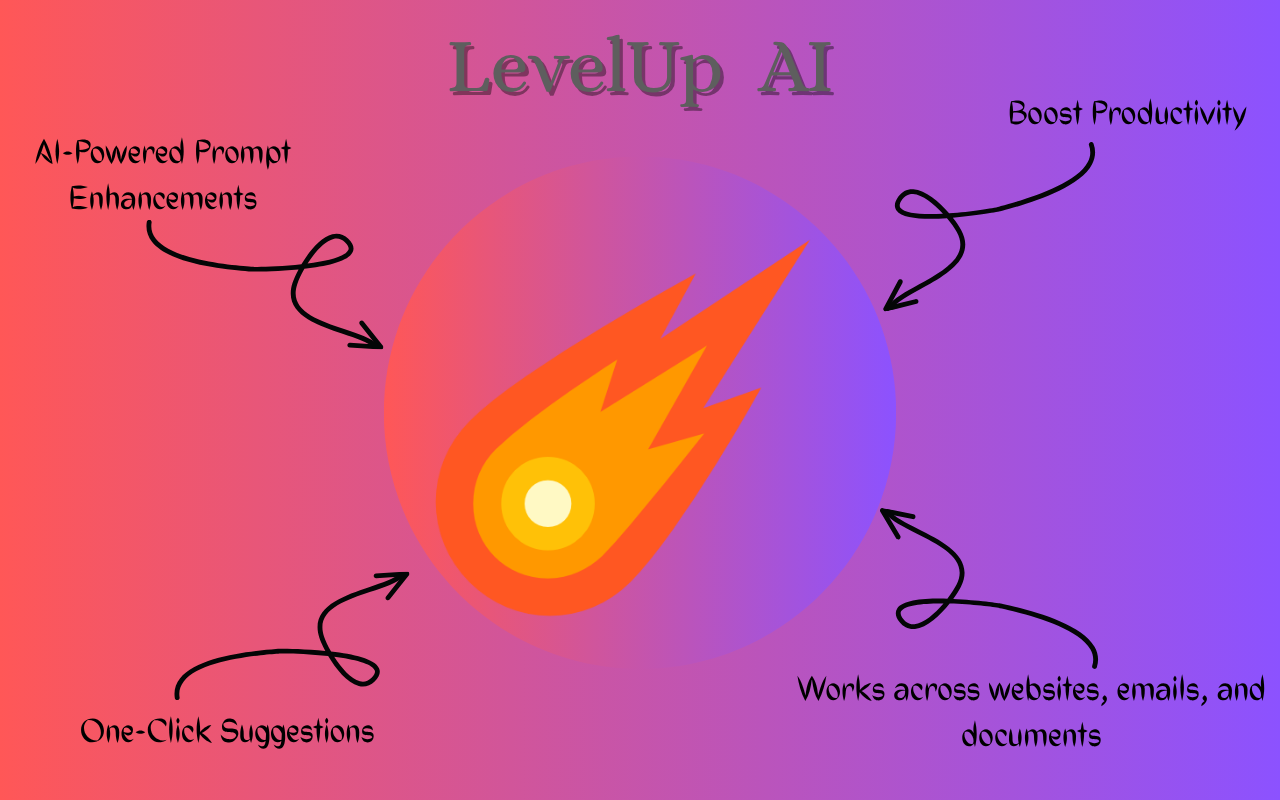 LevelUp AI
Boost Productivity
AI-Powered Prompt
Enhancements
One-Click Suggestions
Works across websites, emails, and
documents